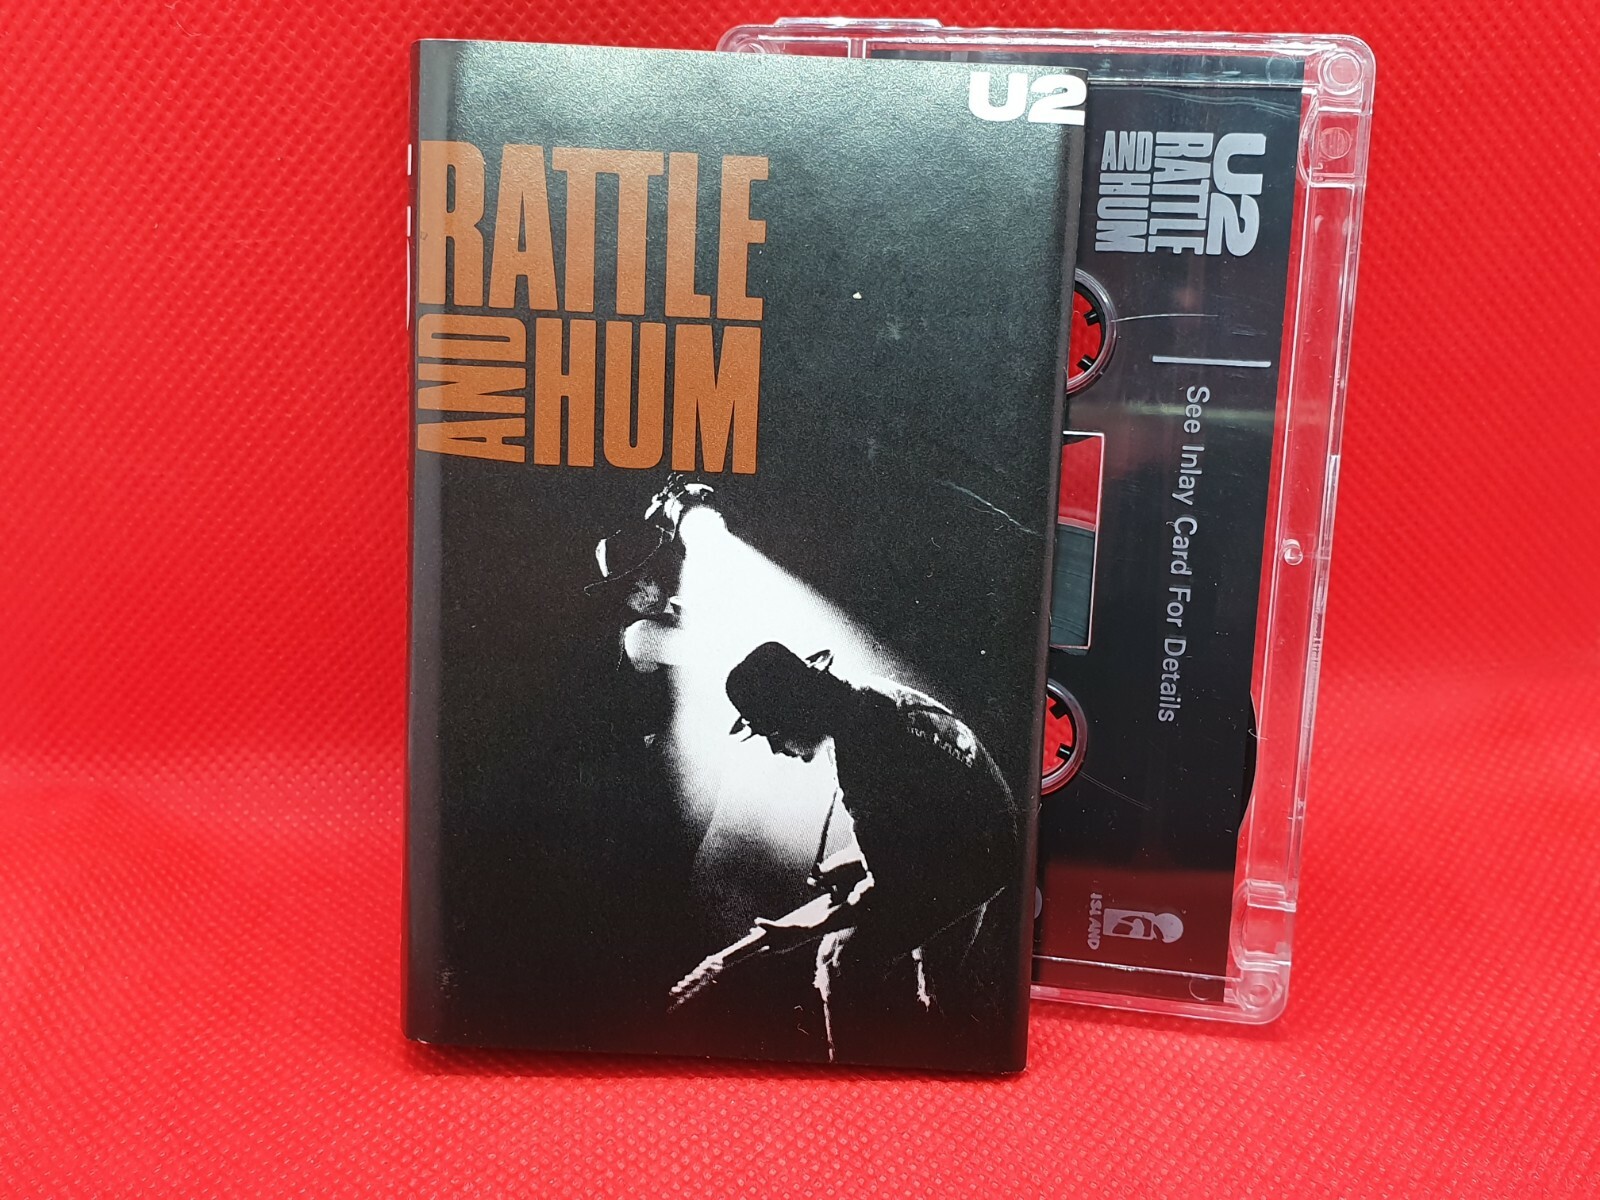 U2
RATTLE
AND HUM
U2
RATTLE
AND HUM
See Inlay Card For Details
ISLAND